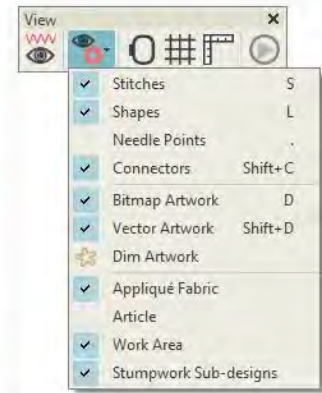 View
Stitches S
Shapes L
Needle Points .
Connectors Shift+C
Bitmap Artwork D
Vector Artwork Shift+D
Dim Artwork
Appliqué Fabric
Article
Work Area
Stumpwork Sub-designs